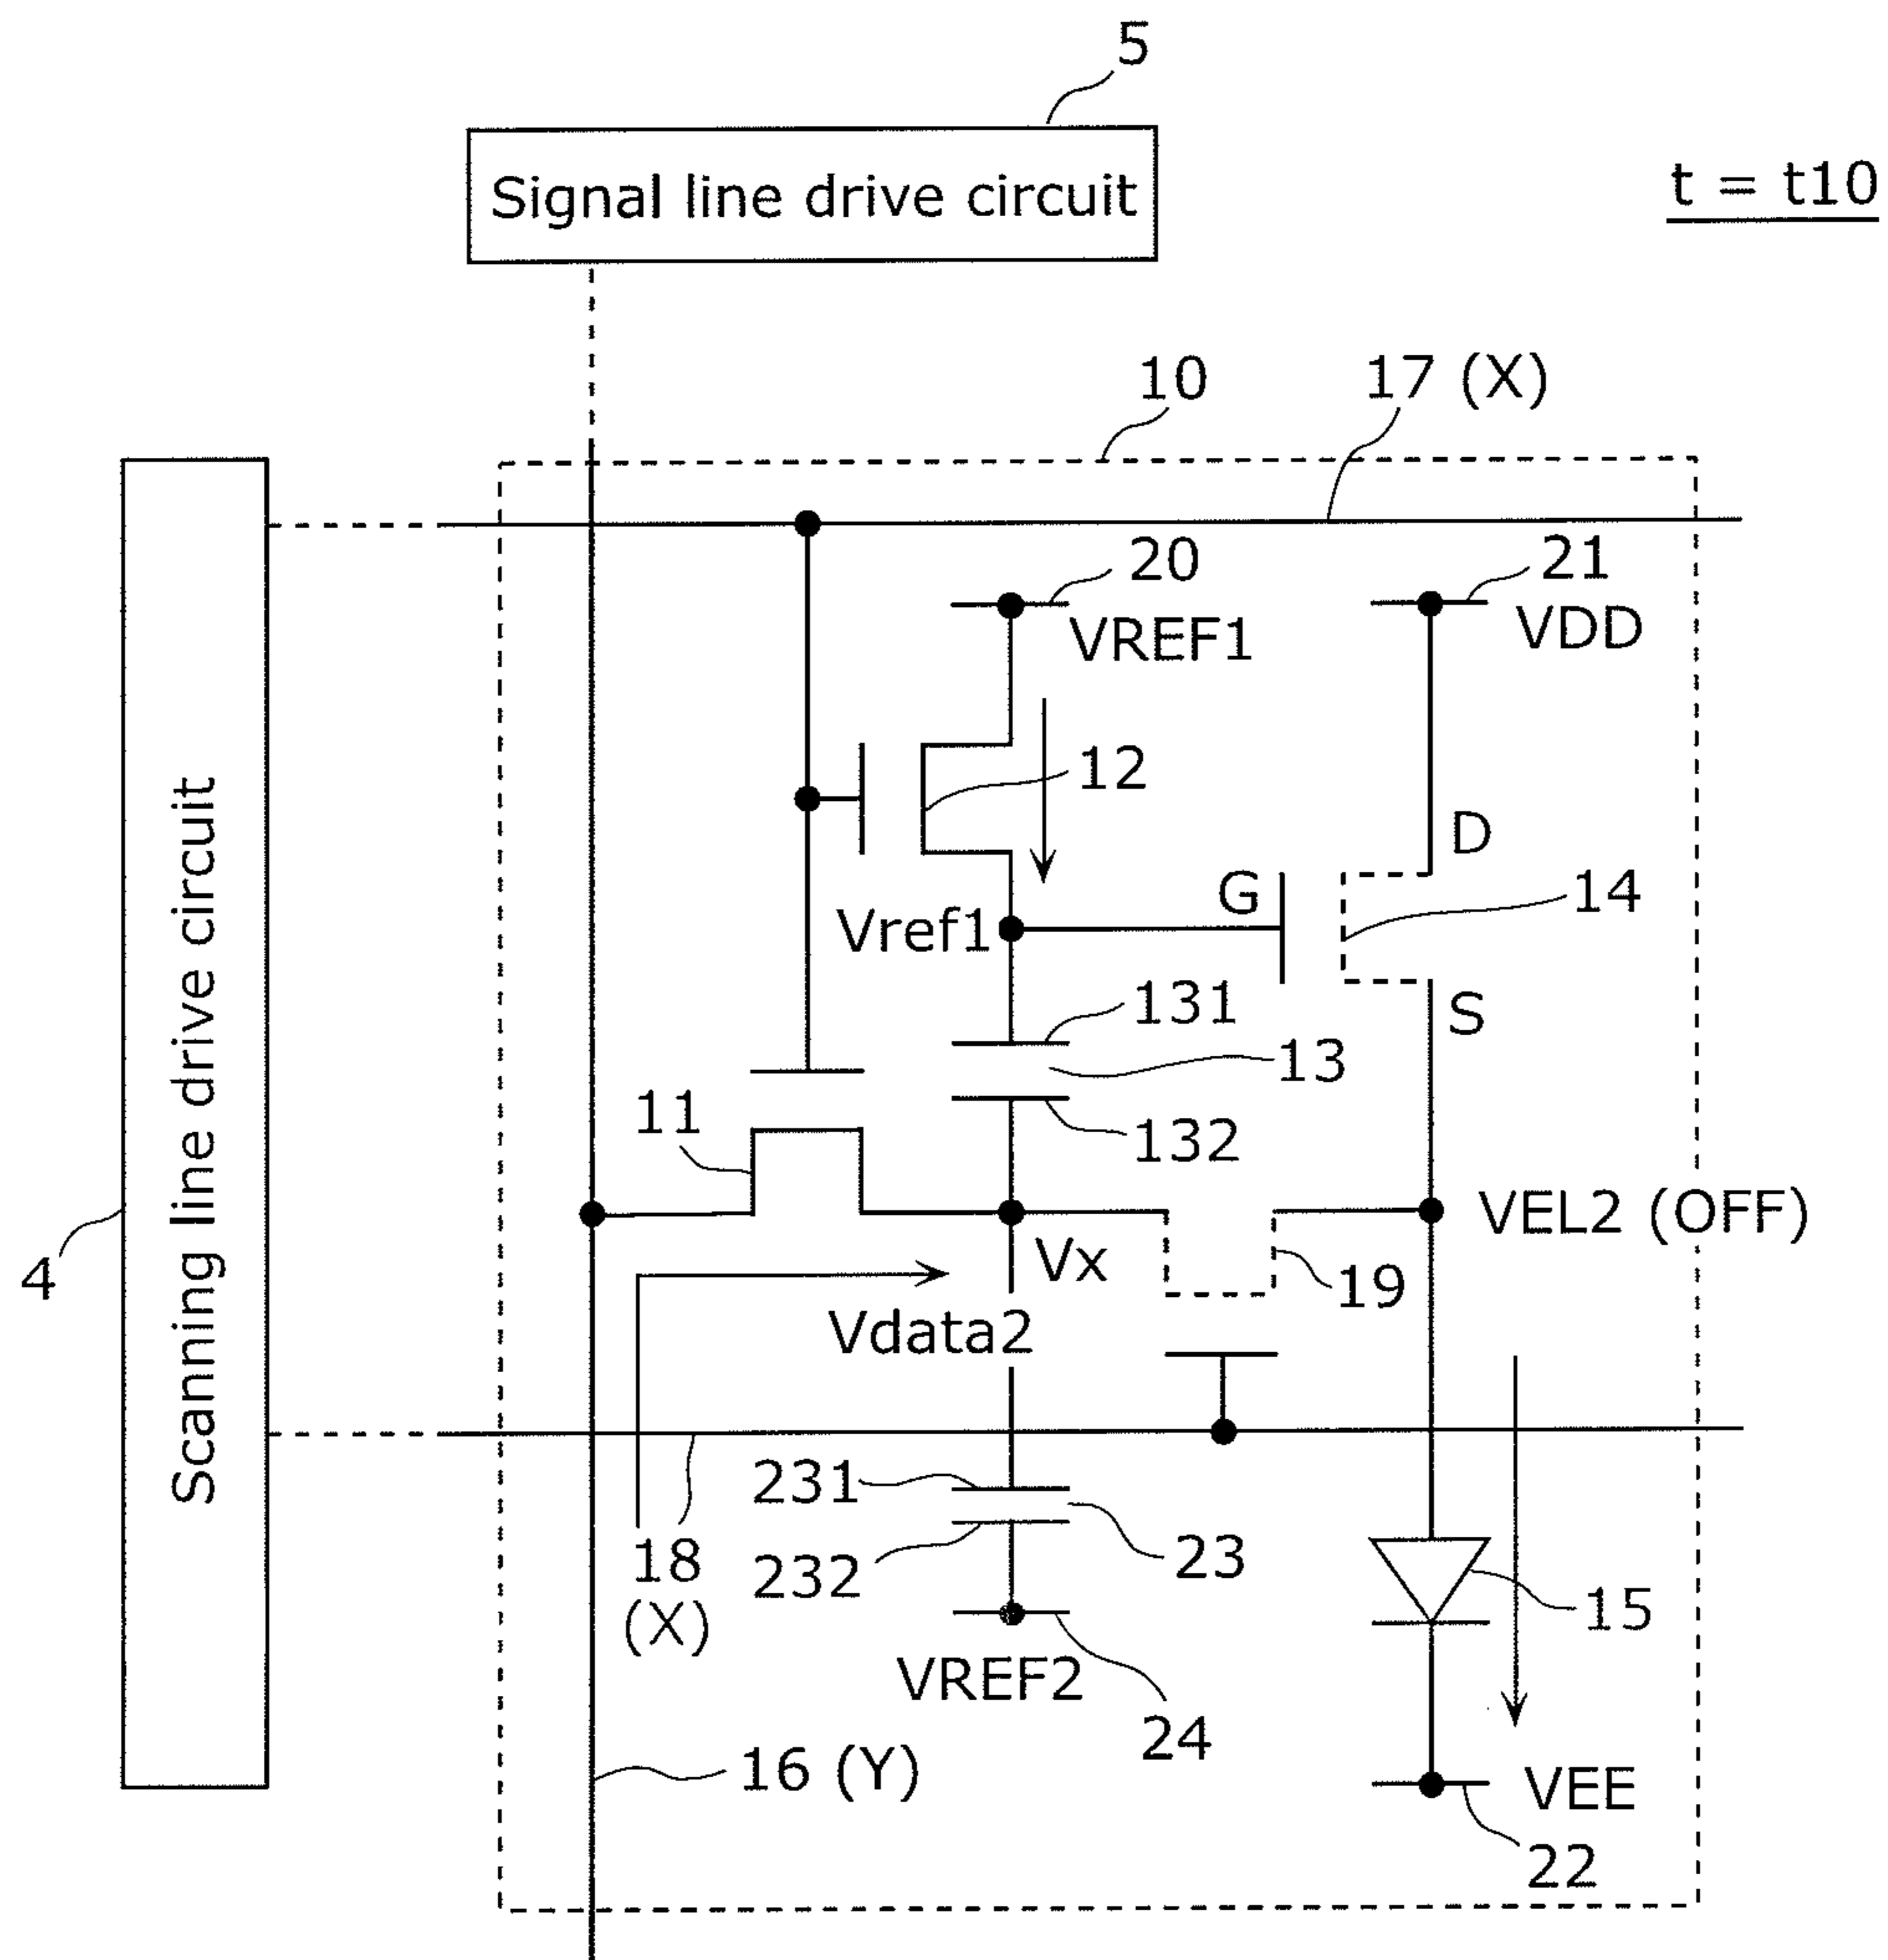 5
Signal line drive circuit
t = t10
10
17 (X)
20
21
VREF1
VDD
12
D
G
14
Vref1
S
131
13
11
132
VEL2 (OFF)
Vx
19
4
Scanning line drive circuit
Vdata2
231
23
18
(X)
232
15
VREF2
24
16 (Y)
VEE
22